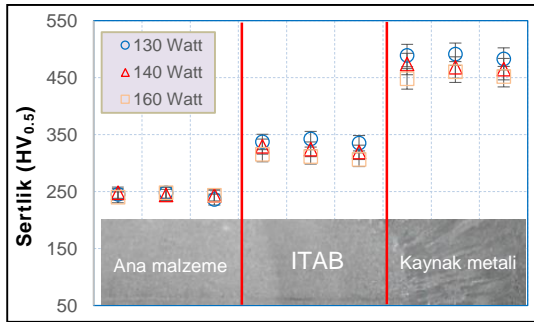 550
450
350
250
150
50
Sertlik (HV0.5)
130 Watt
140 Watt
160 Watt
Ana malzeme
ITAB
Kaynak metali